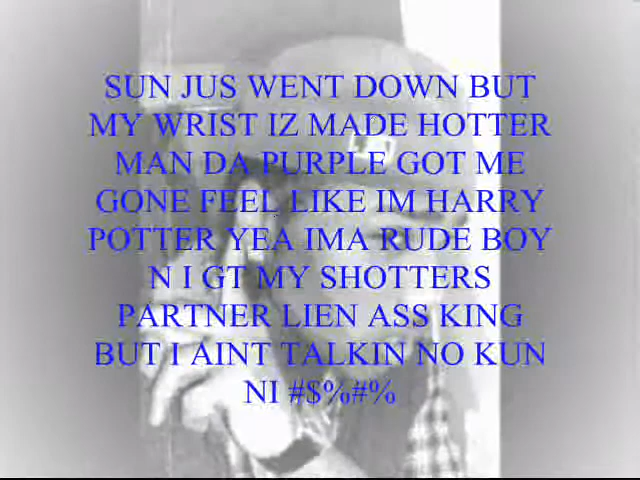 SUN JUS WENT DOWN BUT
MY WRIST IZ MADE HOTTER
MAN DA PURPLE GOT ME
GONE FEEL LIKE IM HARRY
POTTER YEA IMA RUDE BOY
N I GT MY SHOTTERS
PARTNER LIEN ASS KING
BUT I AINT TALKIN NO KUN
NI #$%#%